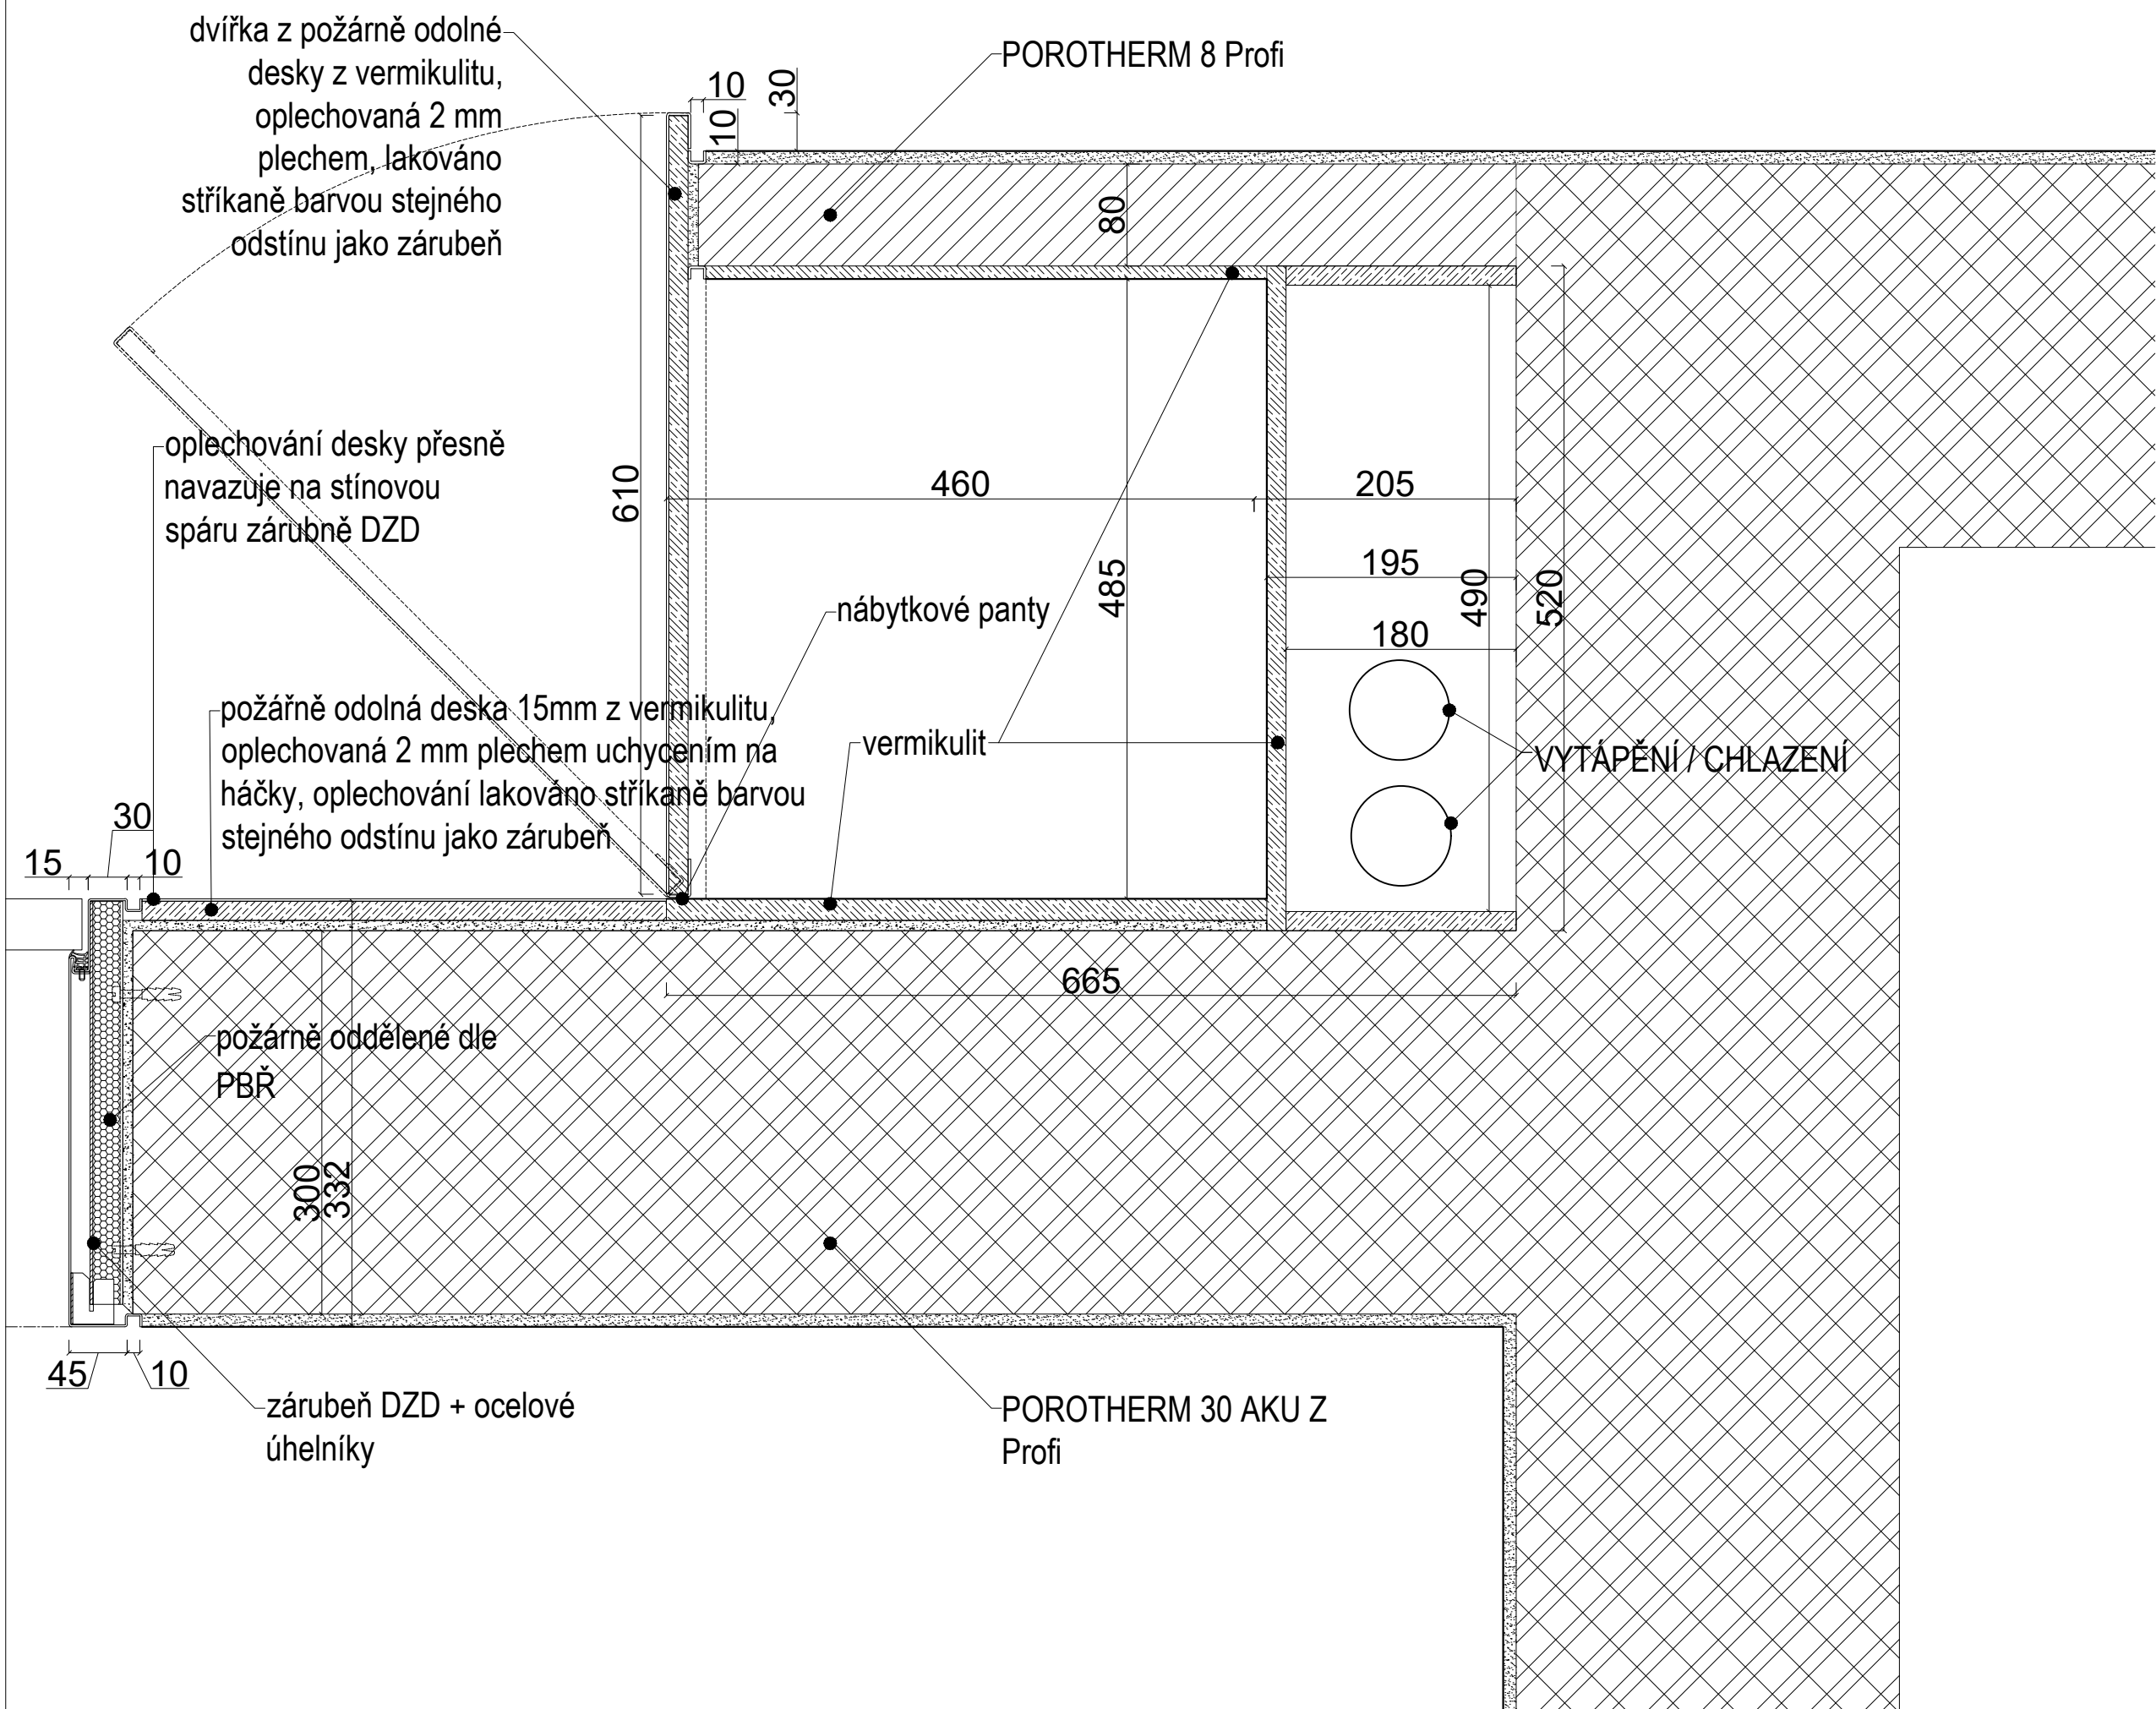 dvířka z požárně odolné
desky z vermikulitu,
oplechovaná 2 mm
plechem, lakováno
stříkaně barvou stejného
odstínu jako zárubeň
POROTHERM 8 Profi
10
30
10
80
oplechování desky přesně
navazuje na stínovou
spáru zárubně DZD
610
460
205
485
195
490
520
nábytkové panty
180
požářně odolná deska 15mm z vermikulitu,
oplechovaná 2 mm plechem uchycením na
háčky, oplechování lakováno stříkaně barvou
stejného odstínu jako zárubeň
vermikulit
VYTÁPĚNÍ / CHLAZENÍ
30
15
10
665
požárně oddělené dle
PBŘ
300
332
45
10
zárubeň DZD + ocelové
úhelníky
POROTHERM 30 AKU Z
Profi